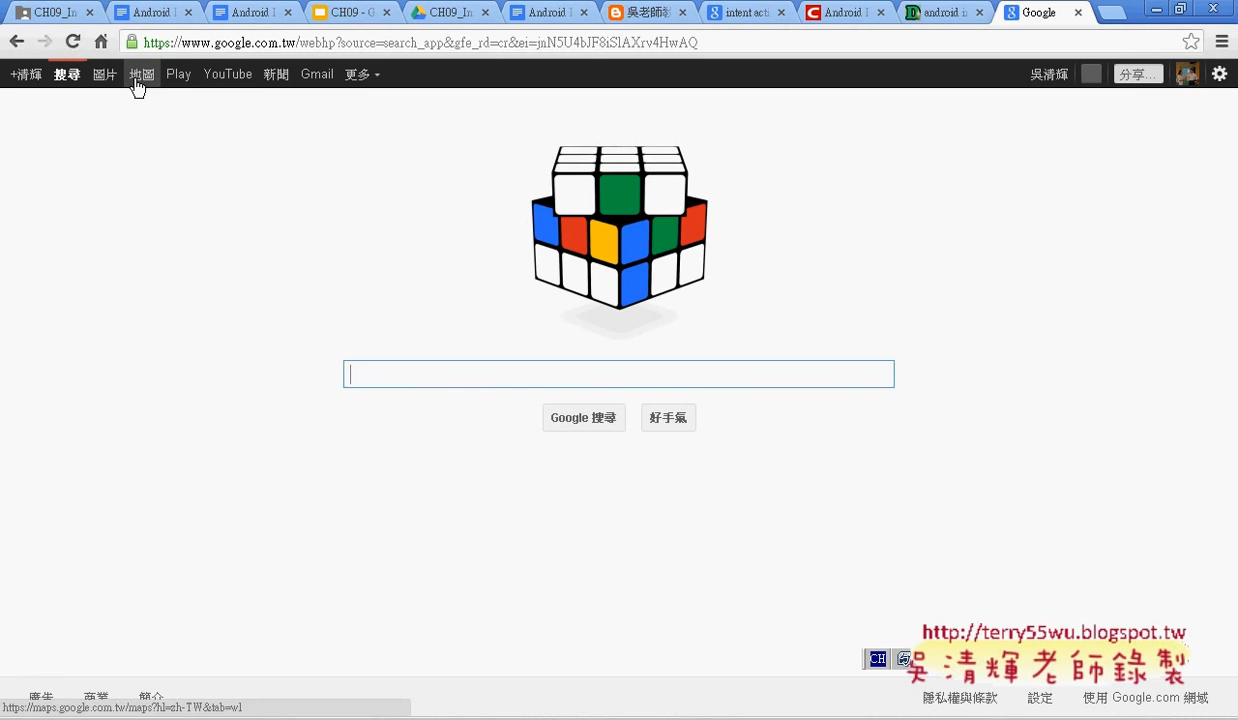 CH09_In
Android I
Android I
CH09 - G
CH09_In
Android I
吳老師教
intent acti
Android I
android in
Google
https://www.google.com.tw/webhp?source=search_app&gfe_rd=cr&ei=jnN5U4bJF8iSlAXrv4HwAQ
+清輝 搜尋 圖片 地圖 Play YouTube 新聞 Gmail 更多 吳清輝 分享...
Google 搜尋 好手氣
http://terry55wu.blogspot.tw
CH
吳清輝老師錄製
廣告 商業 簡介 隱私權與條款 設定 使用 Google.com 網域
https://maps.google.com.tw/maps?hl=zh-TW&tab=wl